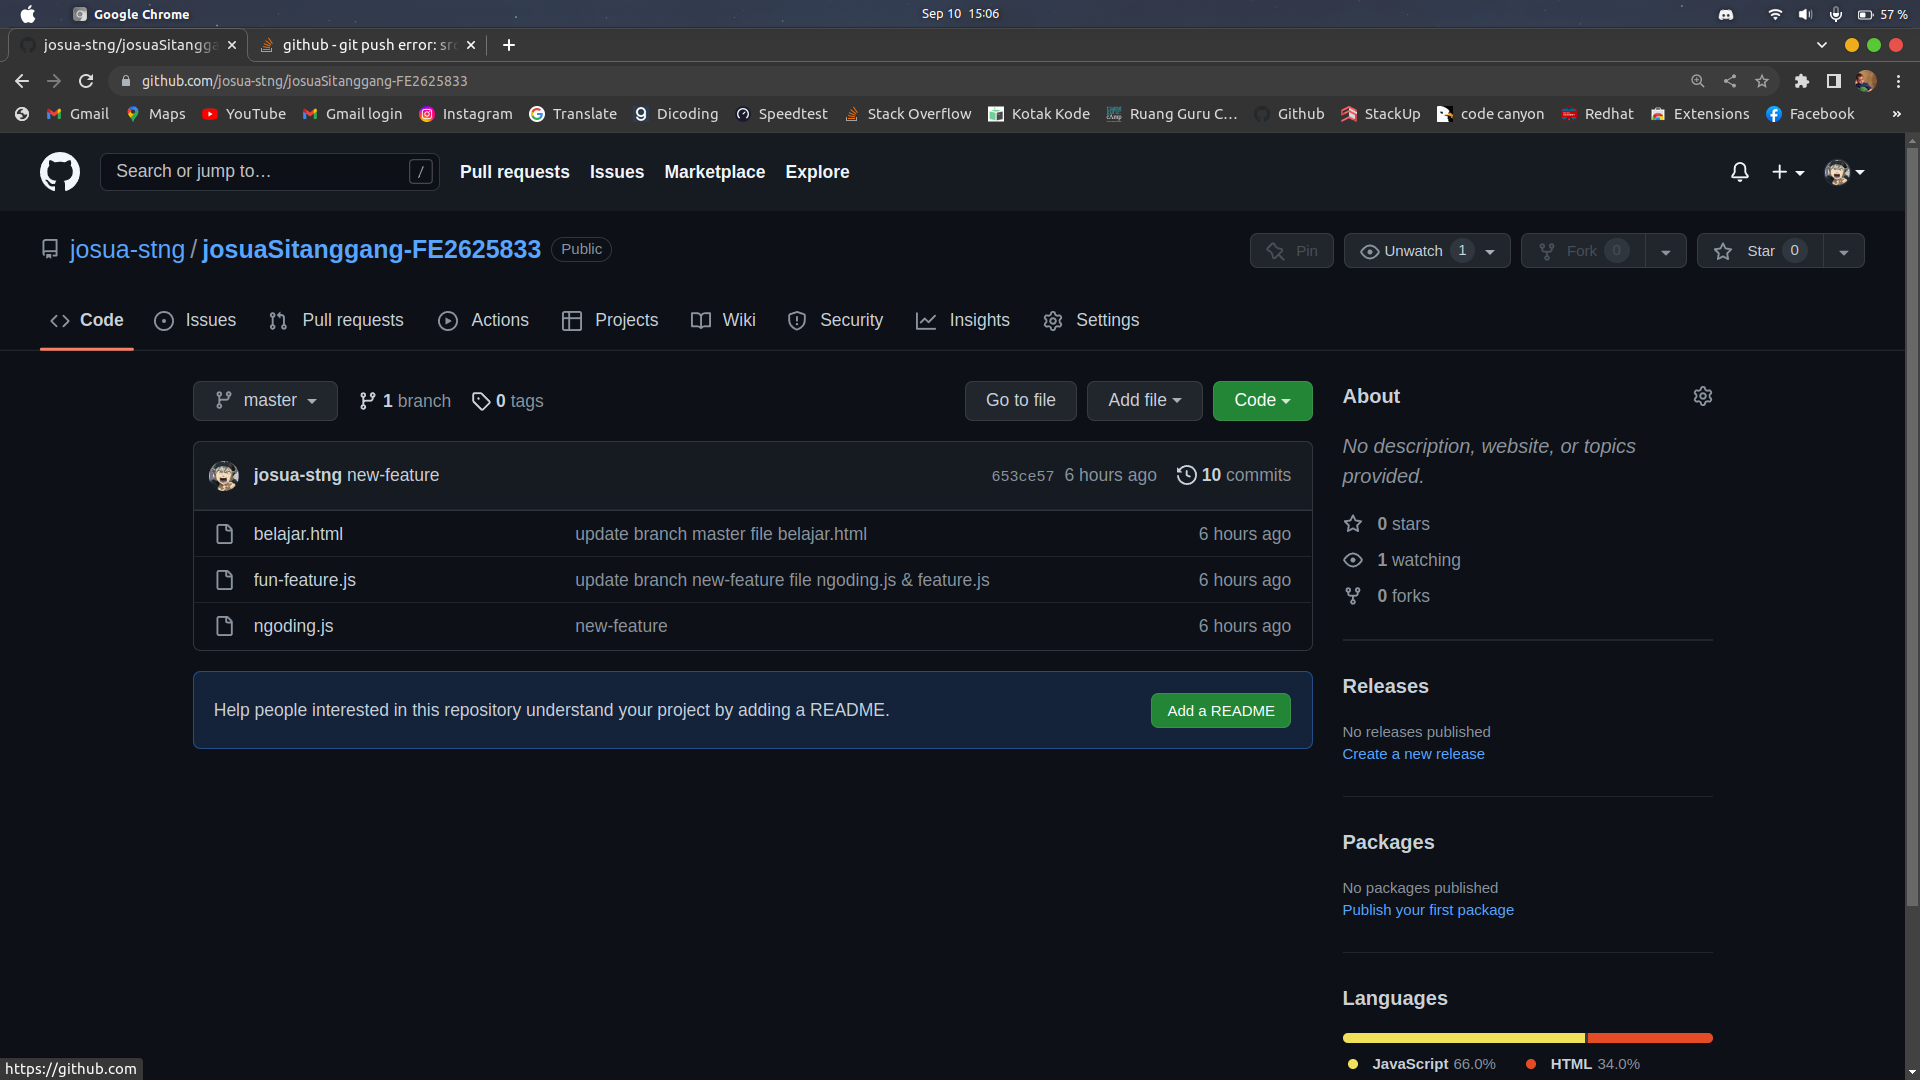 Google Chrome
Sep 10 15:06
57 %
josua-stng/josuaSitangga
github - git push error: src
github.com/josua-stng/josuaSitanggang-FE2625833
Gmail Maps YouTube Gmail login Instagram Translate Dicoding Speedtest Stack Overflow Kotak Kode Ruang Guru C... Github StackUp code canyon Redhat Extensions Facebook »
Search or jump to... /
Pull requests Issues Marketplace Explore
josua-stng / josuaSitanggang-FE2625833 Public
Pin Unwatch 1 Fork 0 Star 0
Code Issues Pull requests Actions Projects Wiki Security Insights Settings
master 1 branch 0 tags Go to file Add file Code
josua-stng new-feature 653ce57 6 hours ago 10 commits
belajar.html update branch master file belajar.html 6 hours ago
fun-feature.js update branch new-feature file ngoding.js & feature.js 6 hours ago
ngoding.js new-feature 6 hours ago
Help people interested in this repository understand your project by adding a README. Add a README
About
No description, website, or topics
provided.
0 stars
1 watching
0 forks
Releases
No releases published
Create a new release
Packages
No packages published
Publish your first package
Languages
JavaScript 66.0% HTML 34.0%
https://github.com